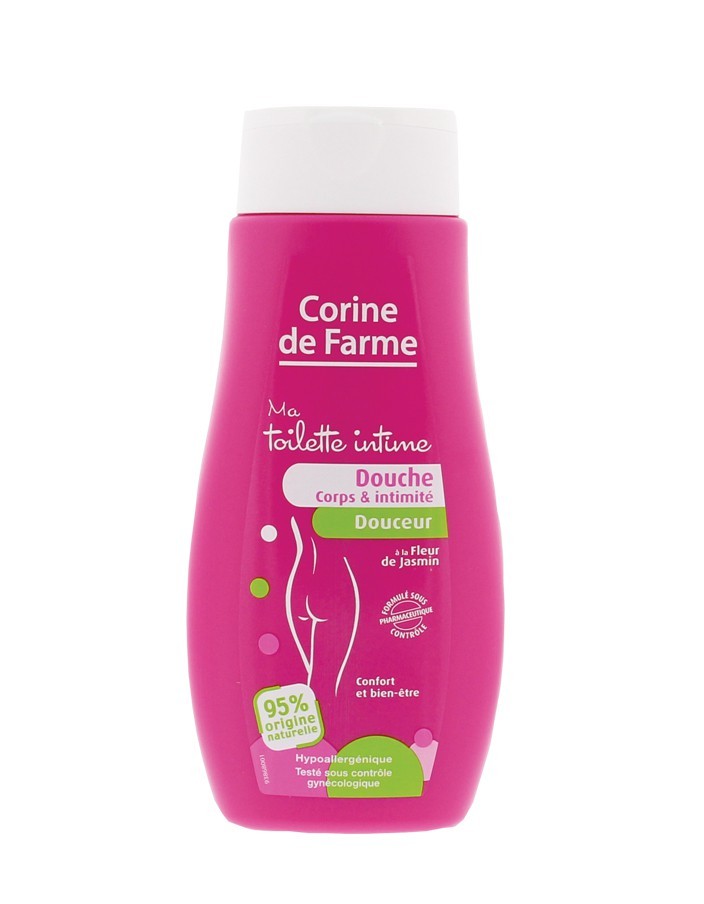 Corine
de Farme
Ma
toilette intime
Douche
Corps & intimité
Douceur
à la Fleur
de Jasmin
FORMULÉ SOUS
PHARMACEUTIQUE
CONTRÔLE
Confort
et bien-être
95%
origine
naturelle
Hypoallergénique
Testé sous contrôle
gynécologique